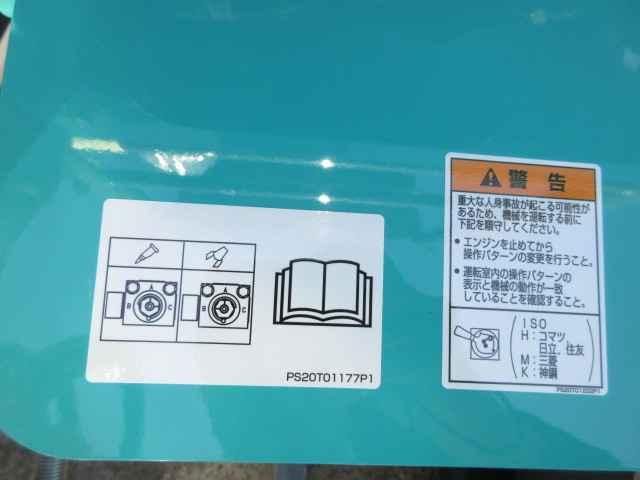 A
B
C
A
B
C
PS20T01177P1
警告
重大な人身事故が起こる可能性が
あるため、機械を運転する前に
下記を順守してください。
• エンジンを止めてから
操作パターンの変更を行うこと。
• 運転室内の操作パターンの
表示と機械の動作が一致
していることを確認すること。
ISO
H：コマツ
日立、住友
M：三菱
K：神鋼